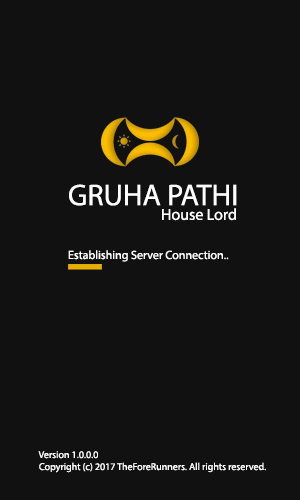 GRUHA PATHI
House Lord
Establishing Server Connection..
Version 1.0.0.0
Copyright (c) 2017 TheForeRunners. All rights reserved.